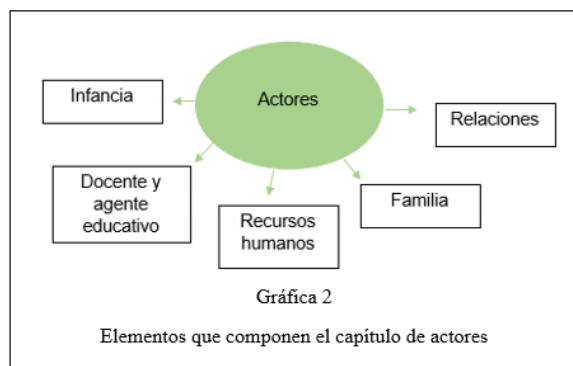 Actores
Infancia
Relaciones
Docente y
agente
educativo
Recursos
humanos
Familia
Gráfica 2
Elementos que componen el capítulo de actores